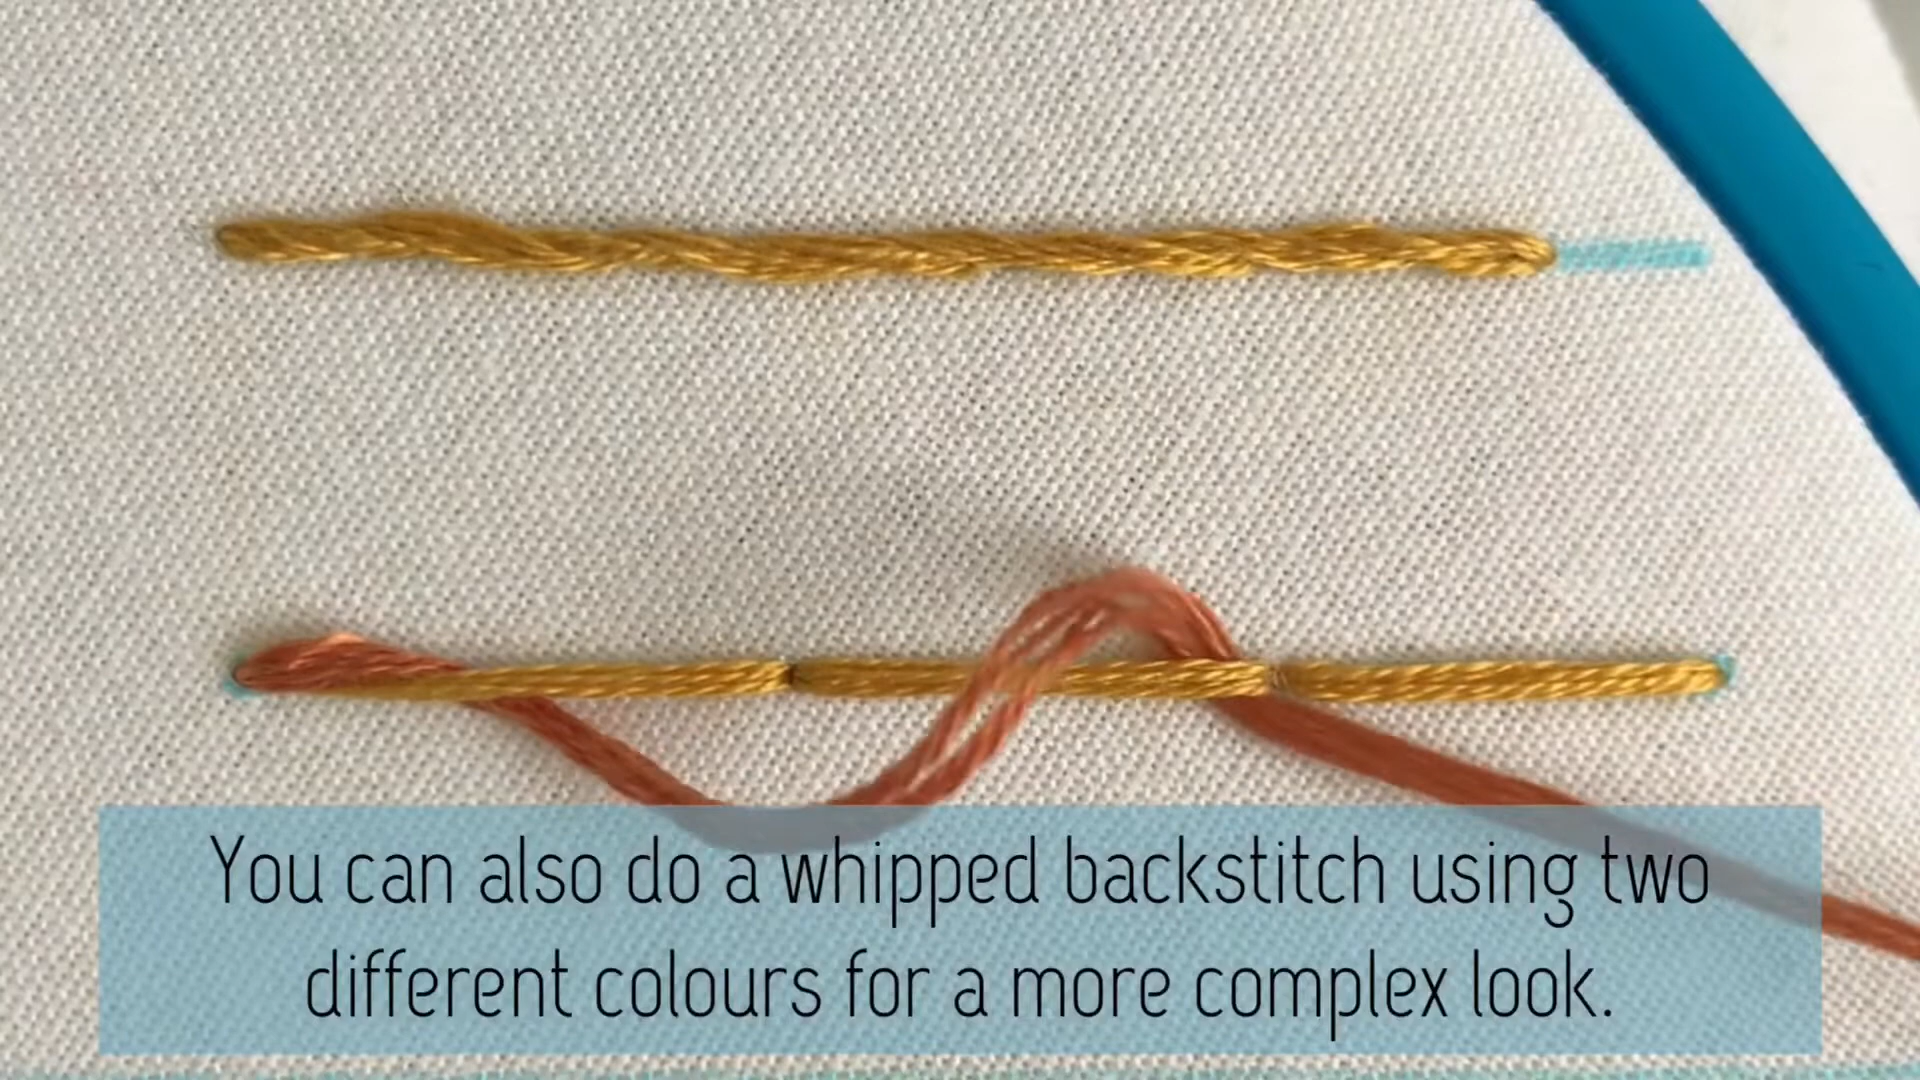 You can also do a whipped backstitch using two
different colours for a more complex look.